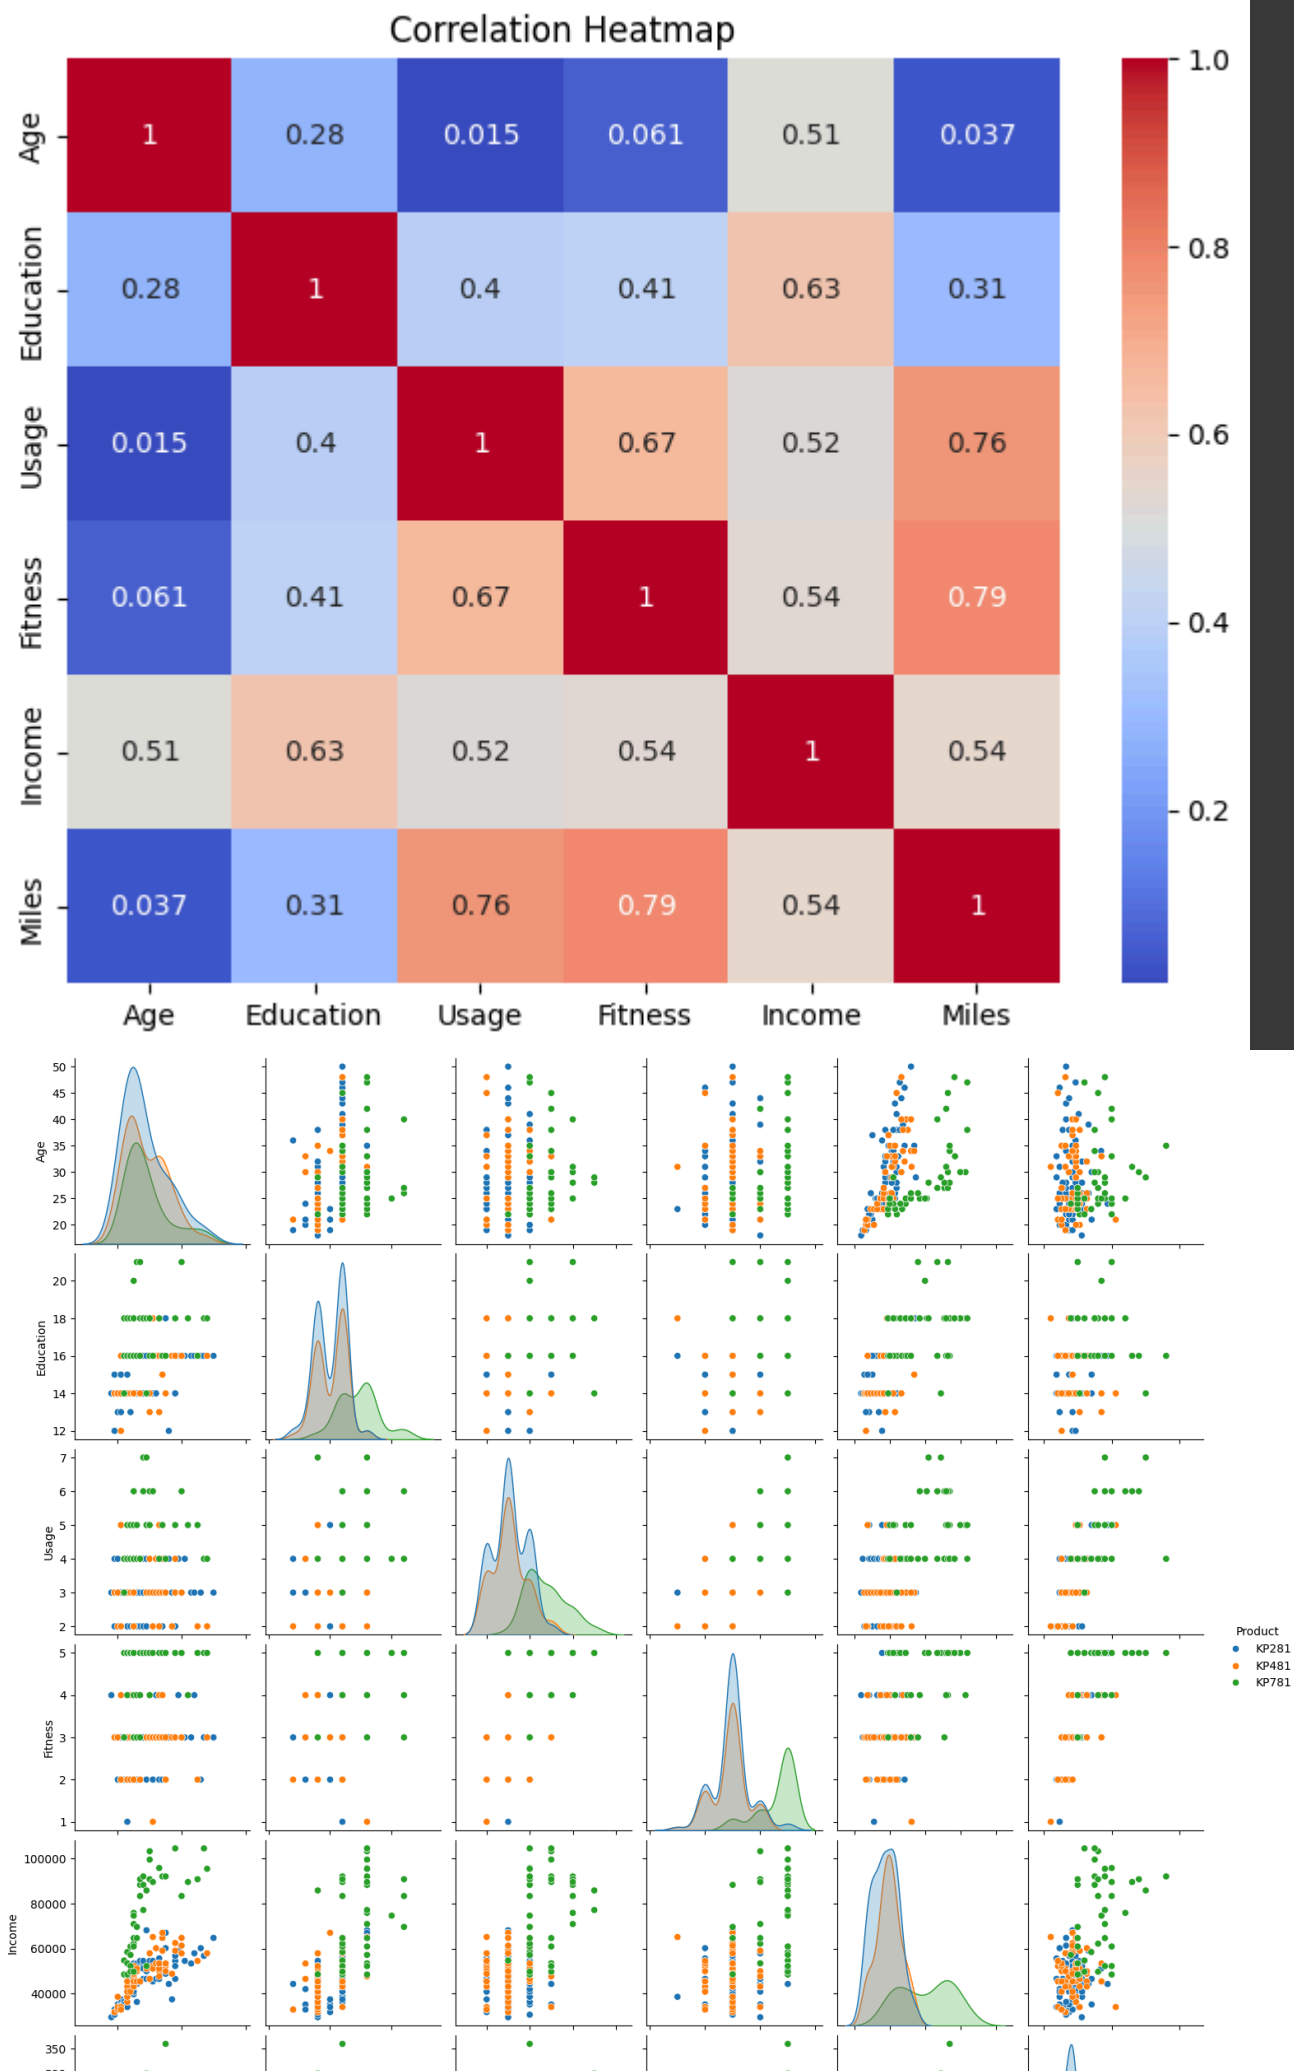 Correlation Heatmap
Age 1 0.28 0.015 0.061 0.51 0.037
Education 0.28 1 0.4 0.41 0.63 0.31
Usage 0.015 0.4 1 0.67 0.52 0.76
Fitness 0.061 0.41 0.67 1 0.54 0.79
Income 0.51 0.63 0.52 0.54 1 0.54
Miles 0.037 0.31 0.76 0.79 0.54 1
Age Education Usage Fitness Income Miles
1.0
0.8
0.6
0.4
0.2
Age
50
45
40
35
30
25
20
Education
20
18
16
14
12
Usage
7
6
5
4
3
2
Fitness
5
4
3
2
1
Product
KP281
KP481
KP781
Income
100000
80000
60000
40000
350